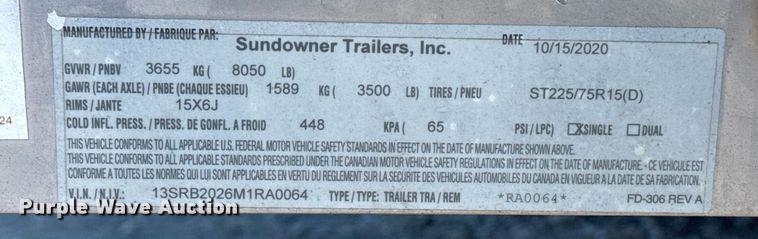 MANUFACTURED BY / FABRIQUE PAR: Sundowner Trailers, Inc. DATE 10/15/2020
GVWR / PNBV 3655 KG ( 8050 LB)
GAWR (EACH AXLE) / PNBE (CHAQUE ESSIEU) 1589 KG ( 3500 LB) TIRES / PNEU ST225/75R15(D)
RIMS / JANTE 15X6J
COLD INFL. PRESS. / PRESS. DE GONFL. A FROID 448 KPA ( 65 PSI / LPC) ☒SINGLE ☐DUAL
THIS VEHICLE CONFORMS TO ALL APPLICABLE U.S. FEDERAL MOTOR VEHICLE SAFETY STANDARDS IN EFFECT ON THE DATE OF MANUFACTURE SHOWN ABOVE.
THIS VEHICLE CONFORMS TO ALL APPLICABLE STANDARDS PRESCRIBED UNDER THE CANADIAN MOTOR VEHICLE SAFETY REGULATIONS IN EFFECT ON THE DATE OF MANUFACTURE. / CE VEHICULE EST
CONFORME A TOUTES LES NORMES QUI LUI SONT APPLICABLES EN VERTU DU REGLEMENT SUR LA SECURITE DES VEHICULES AUTOMOBILES DU CANADA EN VIGUEUR A LA DATE DE SA FABRICATION.
V.I.N. / N.I.V.: 13SRB2026M1RA0064 TYPE / TYPE: TRAILER TRA / REM *RA0064* FD-306 REV A
24
Purple Wave Auction